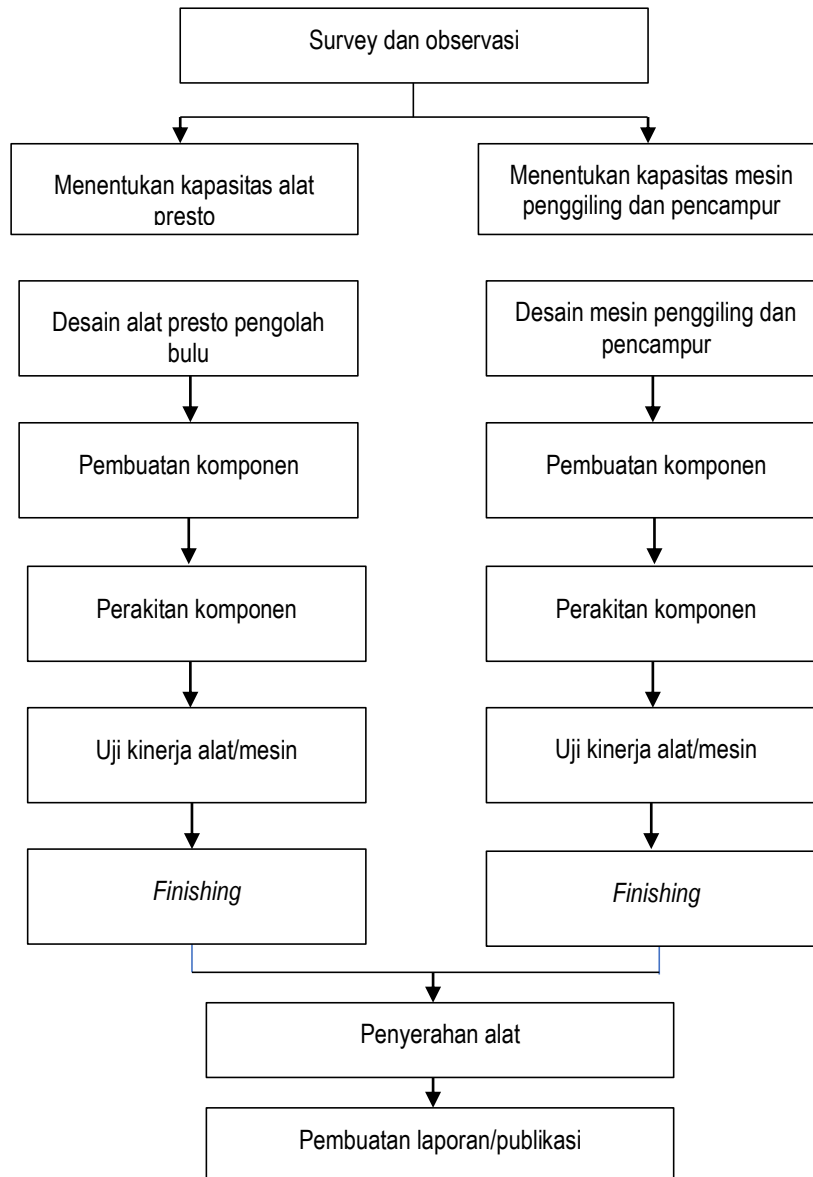 Survey dan observasi
Menentukan kapasitas alat
presto
Menentukan kapasitas mesin
penggiling dan pencampur
Desain alat presto pengolah
bulu
Desain mesin penggiling dan
pencampur
Pembuatan komponen
Pembuatan komponen
Perakitan komponen
Perakitan komponen
Uji kinerja alat/mesin
Uji kinerja alat/mesin
Finishing
Finishing
Penyerahan alat
Pembuatan laporan/publikasi